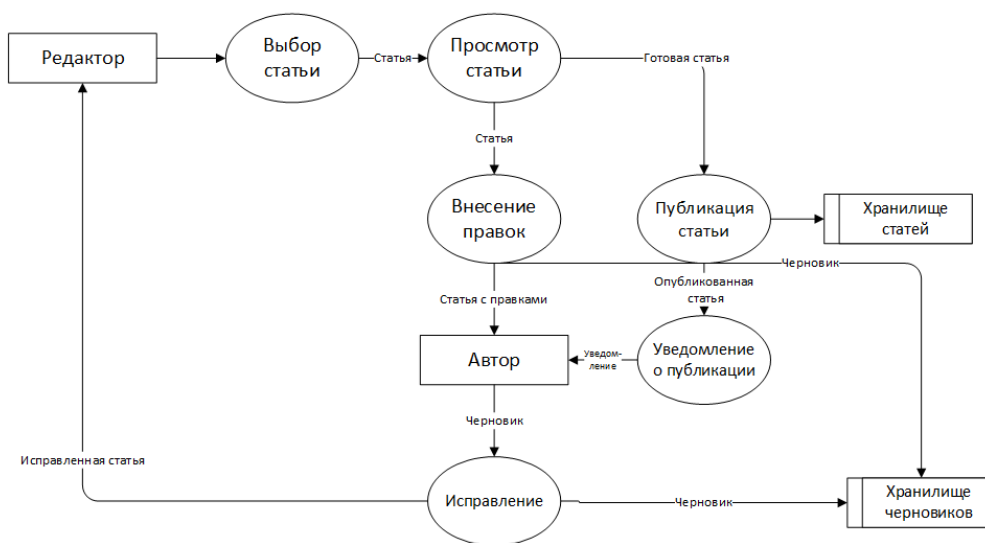 Редактор
Выбор
статьи
Статья
Просмотр
статьи
Готовая статья
Статья
Внесение
правок
Публикация
статьи
Хранилище
статей
Черновик
Статья с правками
Опубликованная
статья
Автор
Уведом-
ление
Уведомление
о публикации
Черновик
Исправленная статья
Исправление
Черновик
Хранилище
черновиков